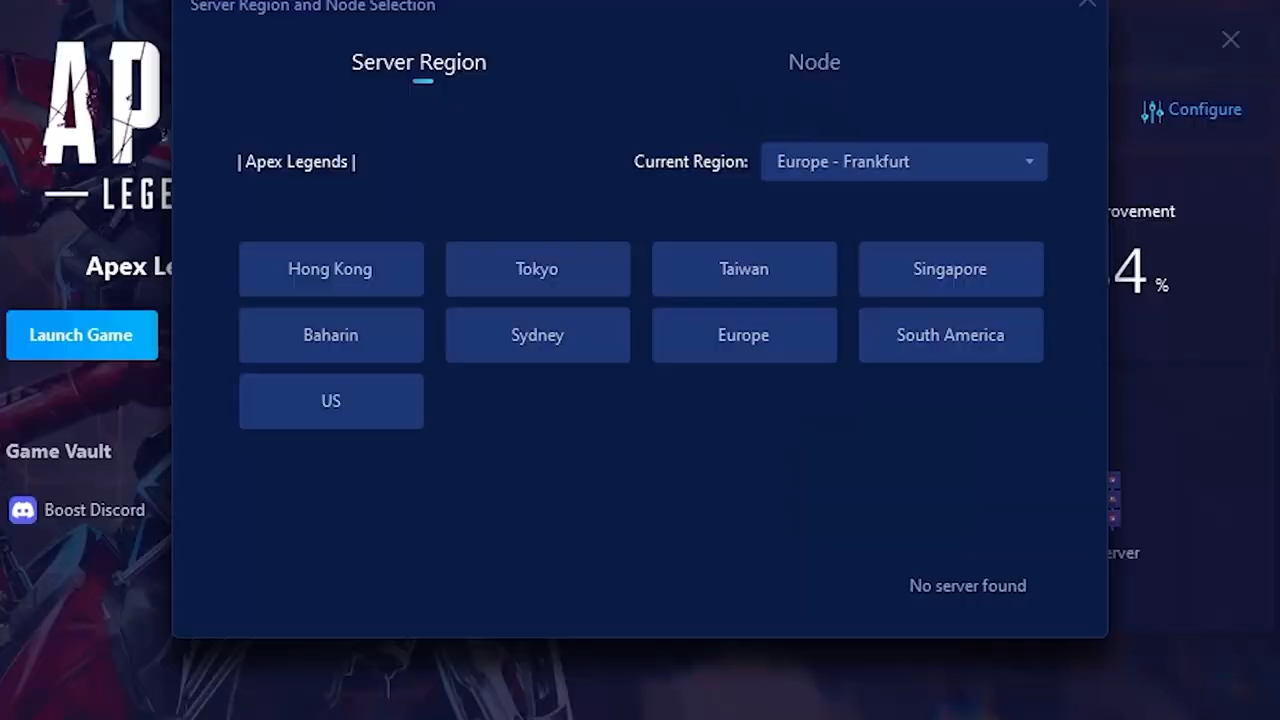 Server Region and Node Selection
Server Region
Node
Configure
AP
LEGE
| Apex Legends |
Current Region:
Europe - Frankfurt
rovement
4 %
Apex Le
Hong Kong
Tokyo
Taiwan
Singapore
Launch Game
Baharin
Sydney
Europe
South America
US
Game Vault
Boost Discord
erver
No server found